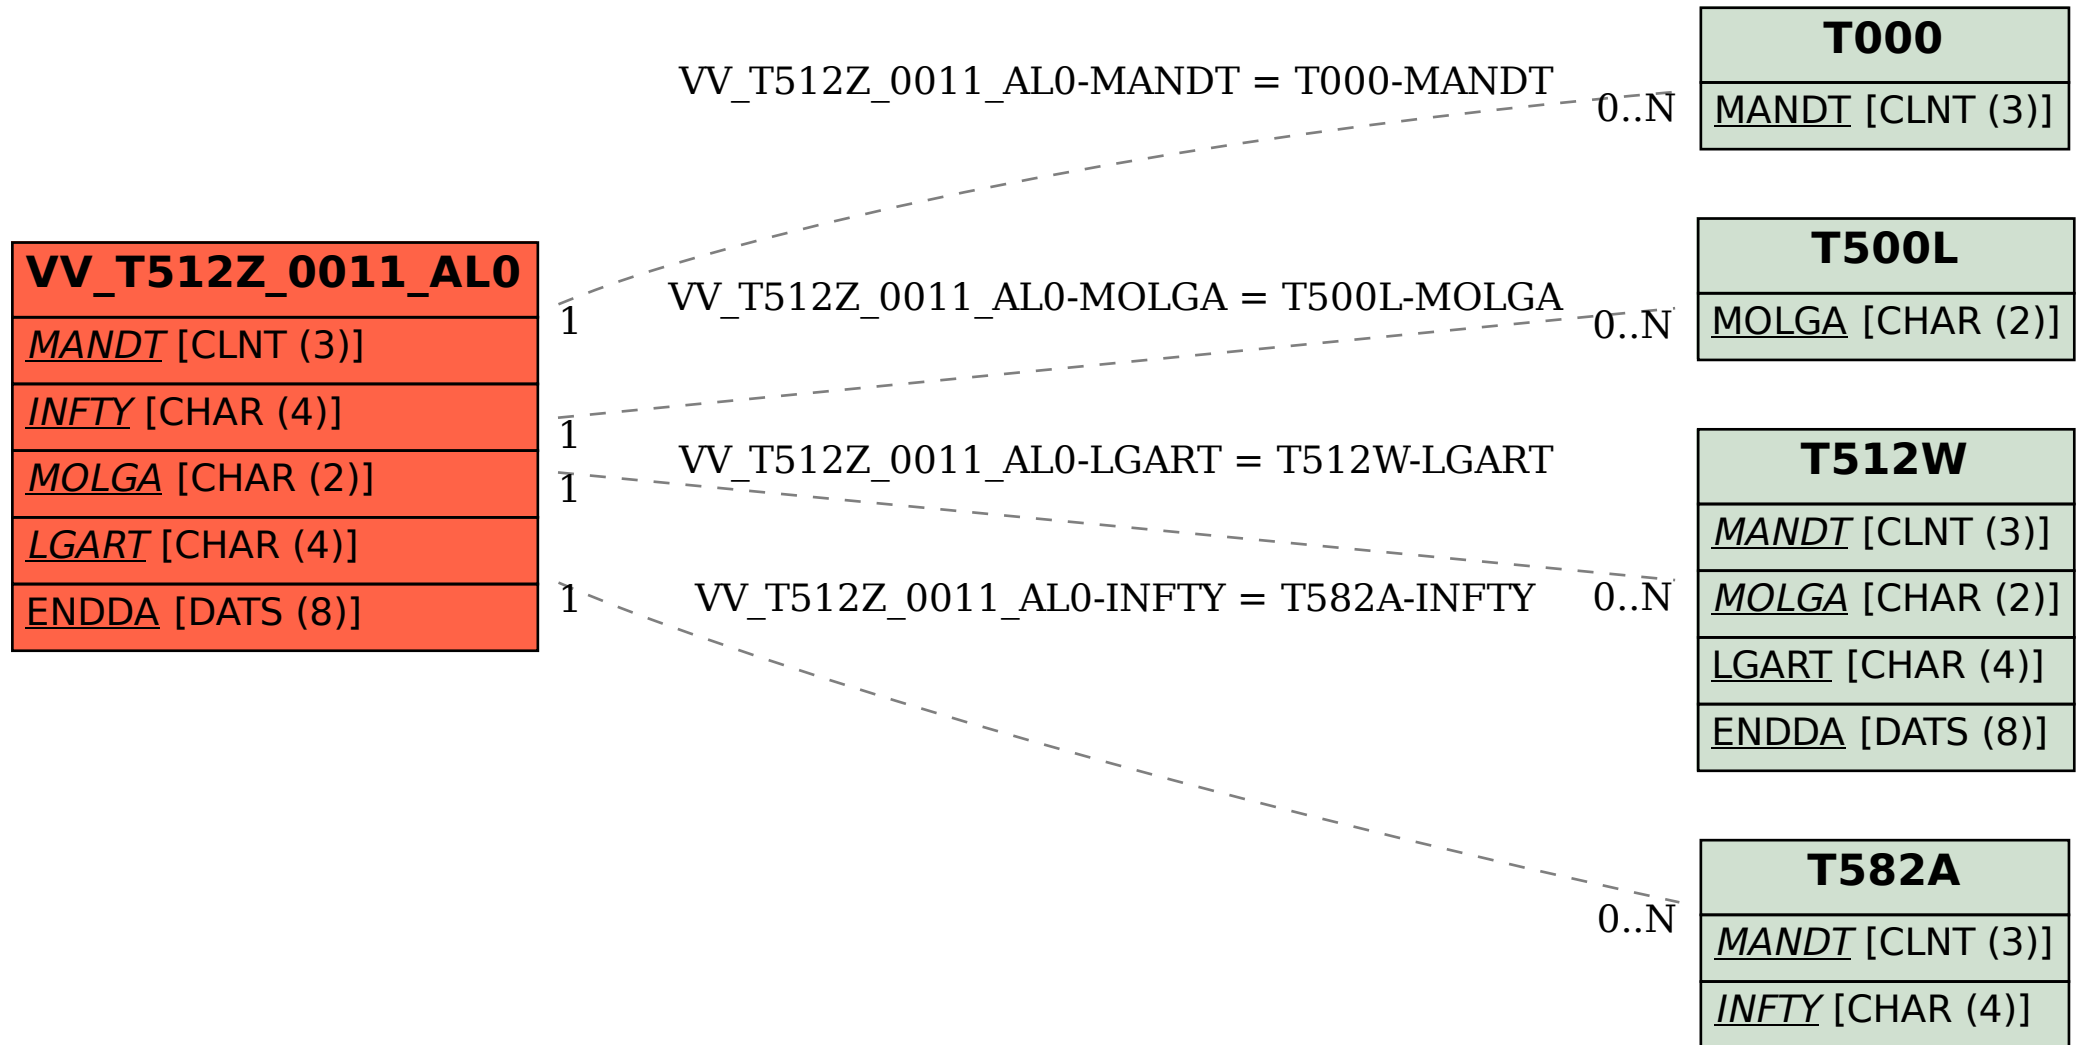 VV_T512Z_0011_AL0
MANDT [CLNT (3)]
INFTY [CHAR (4)]
MOLGA [CHAR (2)]
LGART [CHAR (4)]
ENDDA [DATS (8)]
VV_T512Z_0011_AL0-MANDT = T000-MANDT
1
0..N
VV_T512Z_0011_AL0-MOLGA = T500L-MOLGA
1
0..N
VV_T512Z_0011_AL0-LGART = T512W-LGART
1
0..N
VV_T512Z_0011_AL0-INFTY = T582A-INFTY
1
0..N
T000
MANDT [CLNT (3)]
T500L
MOLGA [CHAR (2)]
T512W
MANDT [CLNT (3)]
MOLGA [CHAR (2)]
LGART [CHAR (4)]
ENDDA [DATS (8)]
T582A
MANDT [CLNT (3)]
INFTY [CHAR (4)]